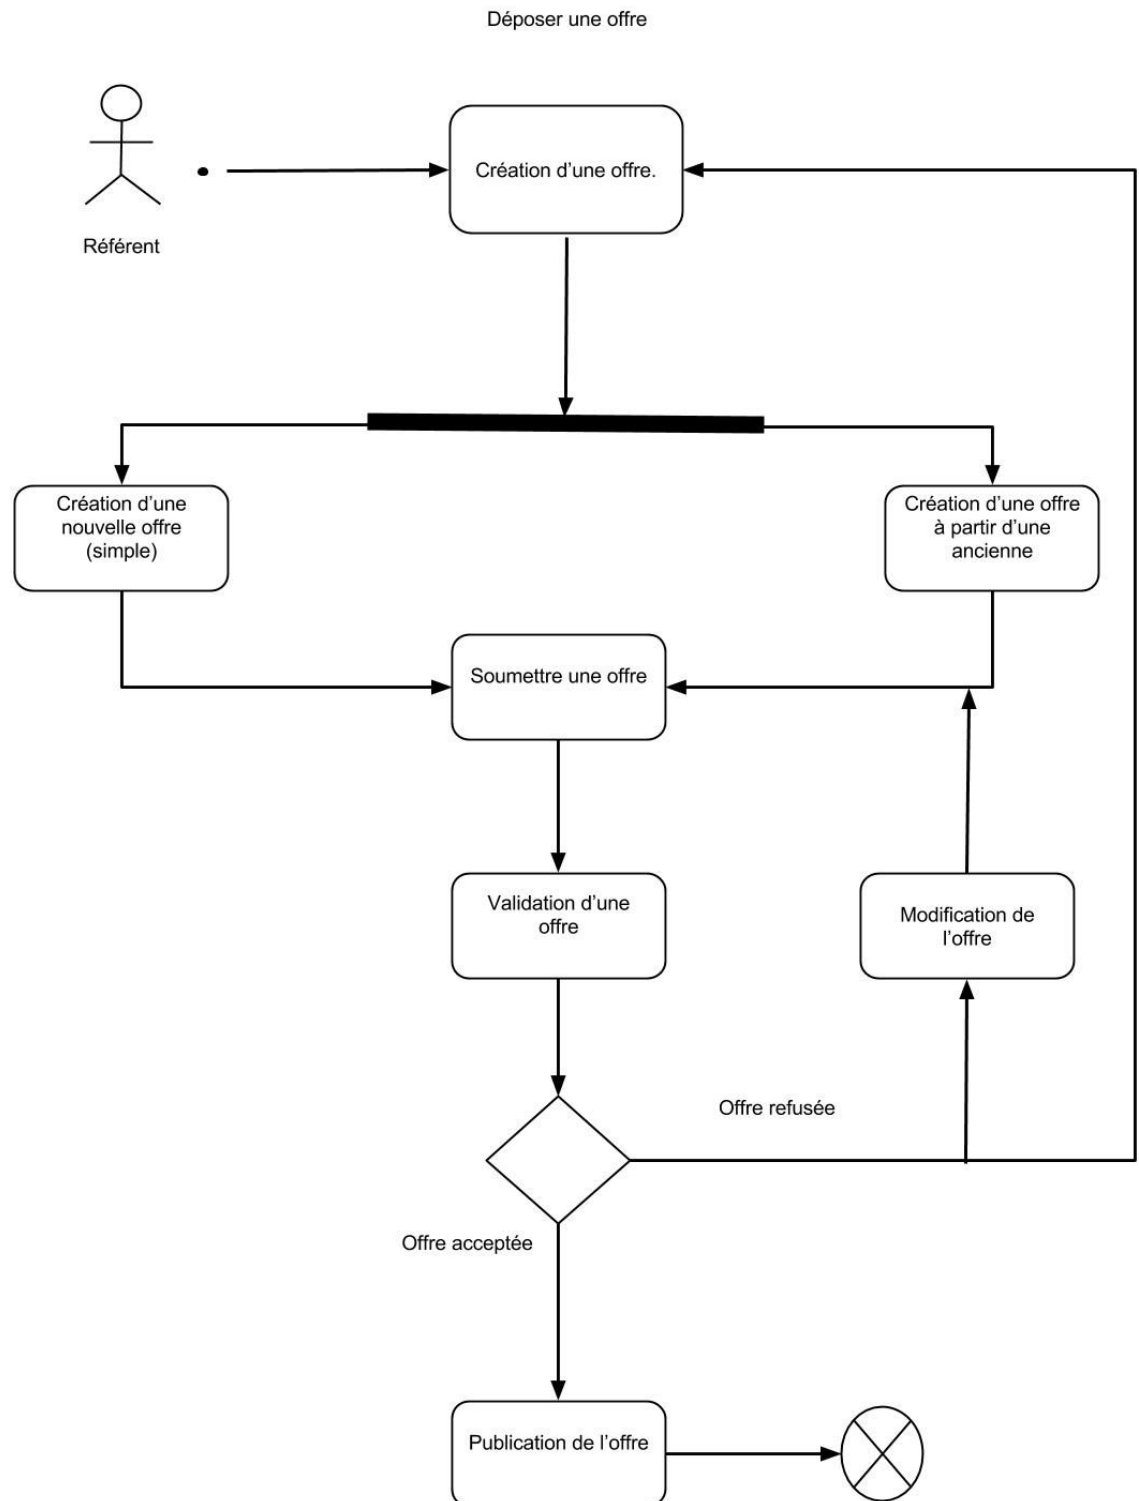 Déposer une offre
Création d'une offre.
Référent
Création d'une
nouvelle offre
(simple)
Création d'une offre
à partir d'une
ancienne
Soumettre une offre
Validation d'une
offre
Modification de
l'offre
Offre refusée
Offre acceptée
Publication de l'offre